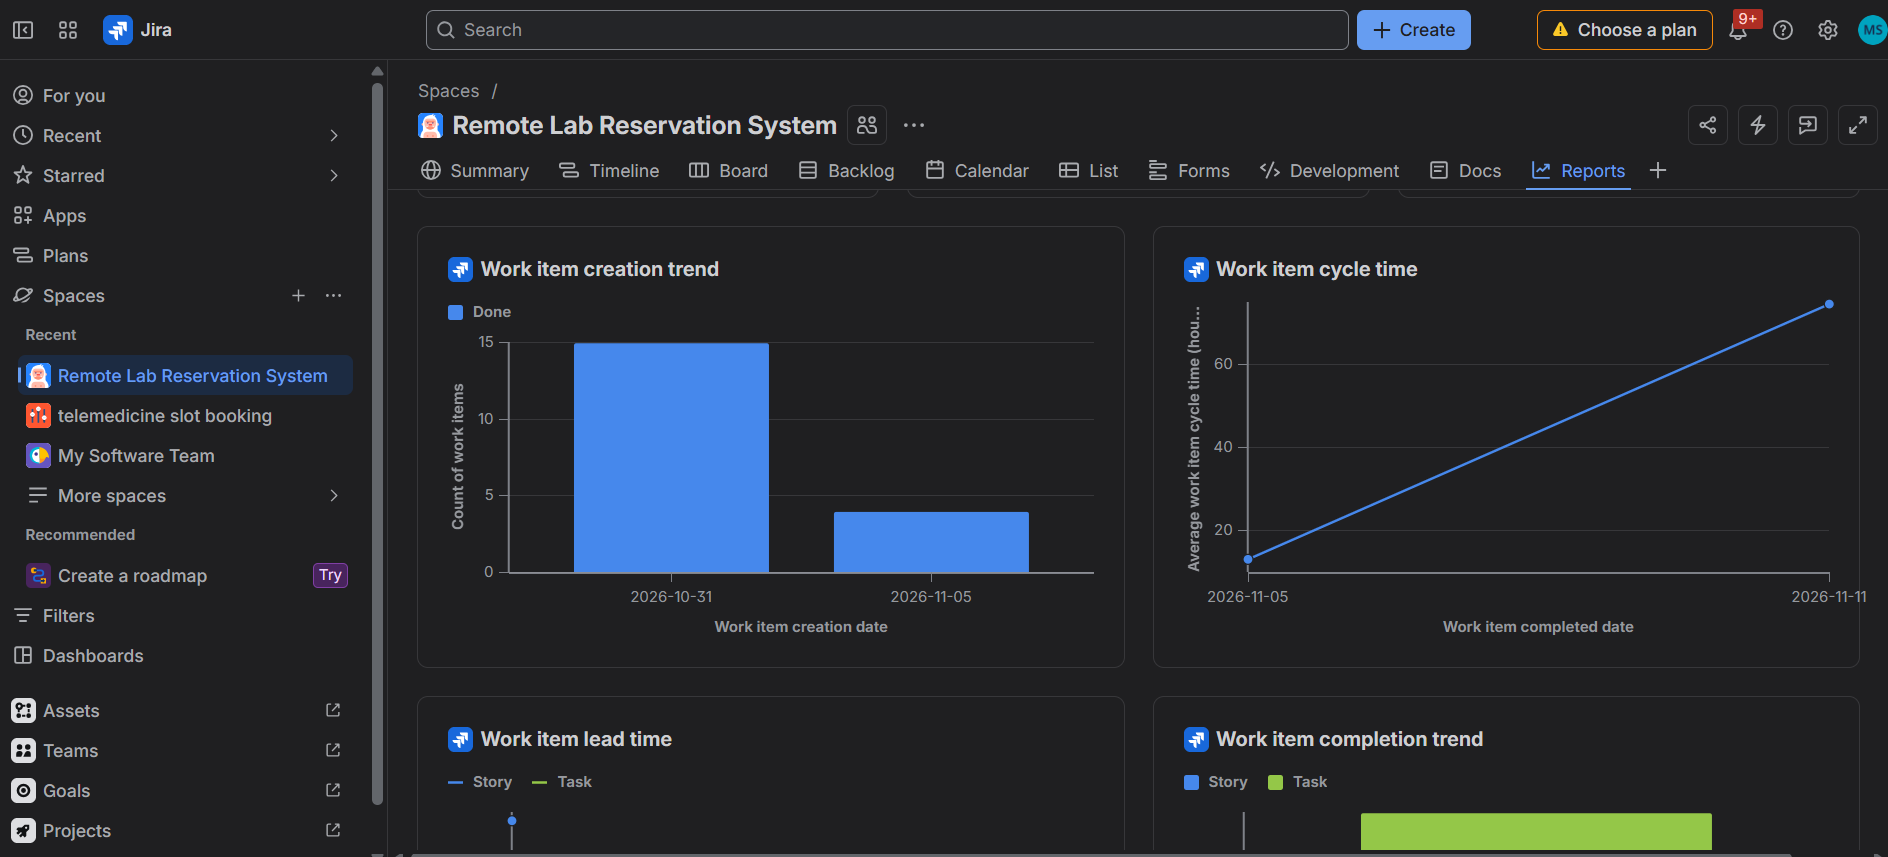 Jira
Search
Create
Choose a plan
9+
MS
For you
Recent
Starred
Apps
Plans
Spaces
Recent
Remote Lab Reservation System
telemedicine slot booking
My Software Team
More spaces
Recommended
Create a roadmap
Try
Filters
Dashboards
Assets
Teams
Goals
Projects
Spaces /
Remote Lab Reservation System
Summary
Timeline
Board
Backlog
Calendar
List
Forms
Development
Docs
Reports
Work item creation trend
Done
Count of work items
15
10
5
0
2026-10-31
2026-11-05
Work item creation date
Work item cycle time
Average work item cycle time (hou...
60
40
20
2026-11-05
2026-11-11
Work item completed date
Work item lead time
Story
Task
Work item completion trend
Story
Task